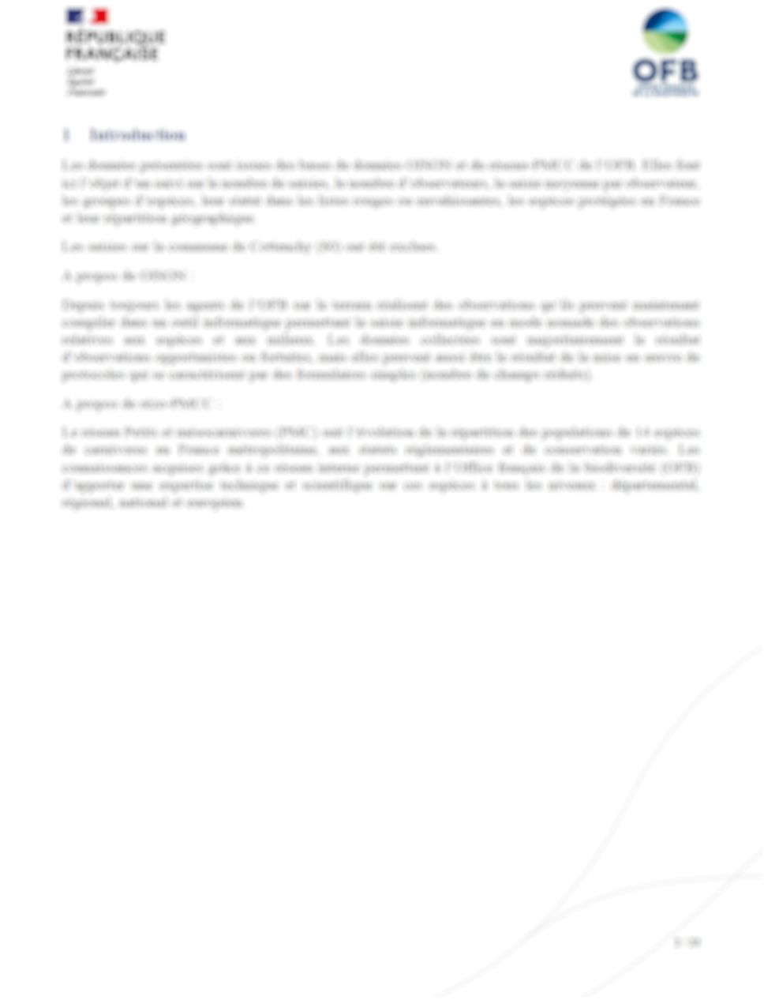 RÉPUBLIQUE
FRANÇAISE
Liberté
Égalité
Fraternité
OFB
1 Introduction
Les données présentées sont issues des bases de données OISON et du réseau-PMCC de l'OFB. Elles font
ici l'objet d'un suivi sur le nombre de saisies, le nombre d'observateurs, la saisie moyenne par observateur,
les groupes d'espèces, leur statut dans les listes rouges ou envahissantes, les espèces protégées en France
et leur répartition géographique.
Les saisies sur la commune de (80) ont été exclues.
A propos de OISON :
Depuis toujours les agents de l'OFB sur le terrain réalisent des observations qu'ils peuvent maintenant
compiler dans un outil informatique permettant la saisie informatique en mode nomade des observations
relatives aux espèces et aux milieux. Les données collectées sont majoritairement le résultat
d'observations opportunistes ou fortuites, mais elles peuvent aussi être le résultat de la mise en œuvre de
protocoles qui se caractérisent par des formulaires simples (nombre de champs réduits).
A propos du :
Le réseau Petits et mésocarnivores (PMC) suit l'évolution de la répartition des populations de 14 espèces
de carnivores en France métropolitaine, aux statuts réglementaires et de conservation variés. Les
connaissances acquises grâce à ce réseau interne permettent à l'Office français de la biodiversité (OFB)
d'apporter une expertise technique et scientifique sur ces espèces à tous les niveaux : départemental,
régional, national et européen.